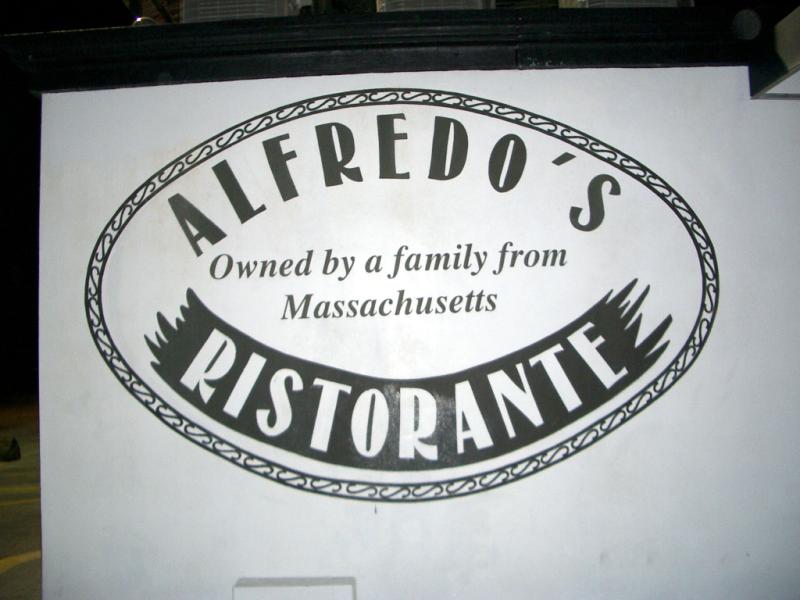 ALFREDO'S
Owned by a family from
Massachusetts
RISTORANTE